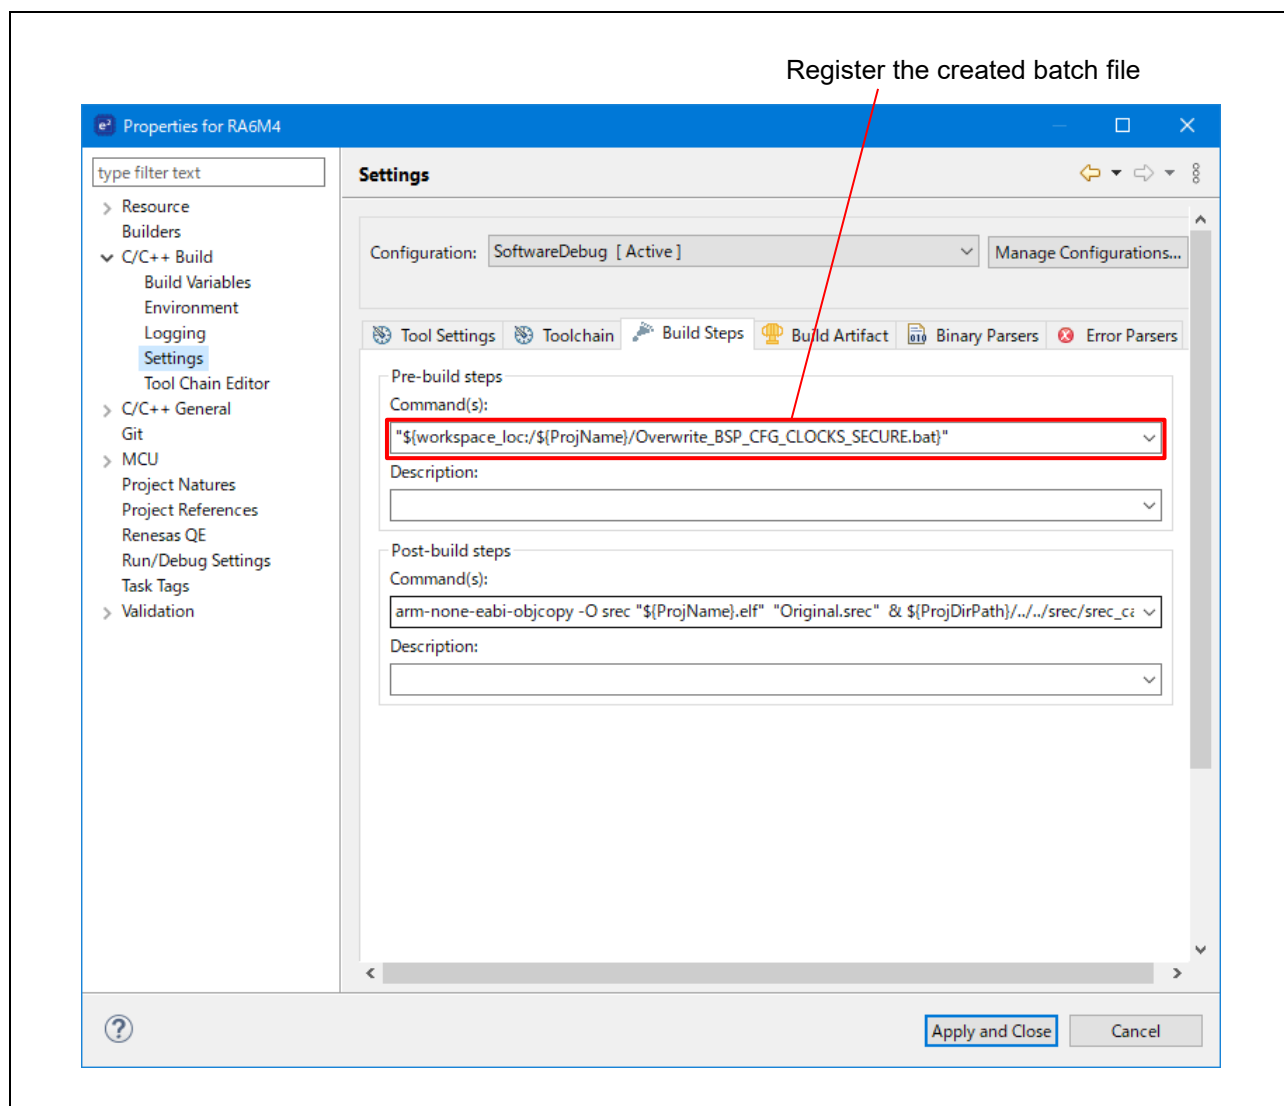 Register the created batch file
e² Properties for RA6M4
type filter text
Resource
Builders
C/C++ Build
Build Variables
Environment
Logging
Settings
Tool Chain Editor
C/C++ General
Git
MCU
Project Natures
Project References
Renesas QE
Run/Debug Settings
Task Tags
Validation
Settings
Configuration: SoftwareDebug [ Active ] Manage Configurations...
Tool Settings Toolchain Build Steps Build Artifact 010 Binary Parsers Error Parsers
Pre-build steps
Command(s):
"${workspace_loc:/${ProjName}/Overwrite_BSP_CFG_CLOCKS_SECURE.bat}"
Description:
Post-build steps
Command(s):
arm-none-eabi-objcopy -O srec "${ProjName}.elf" "Original.srec" & ${ProjDirPath}/../../srec/srec_ca
Description:
? Apply and Close Cancel